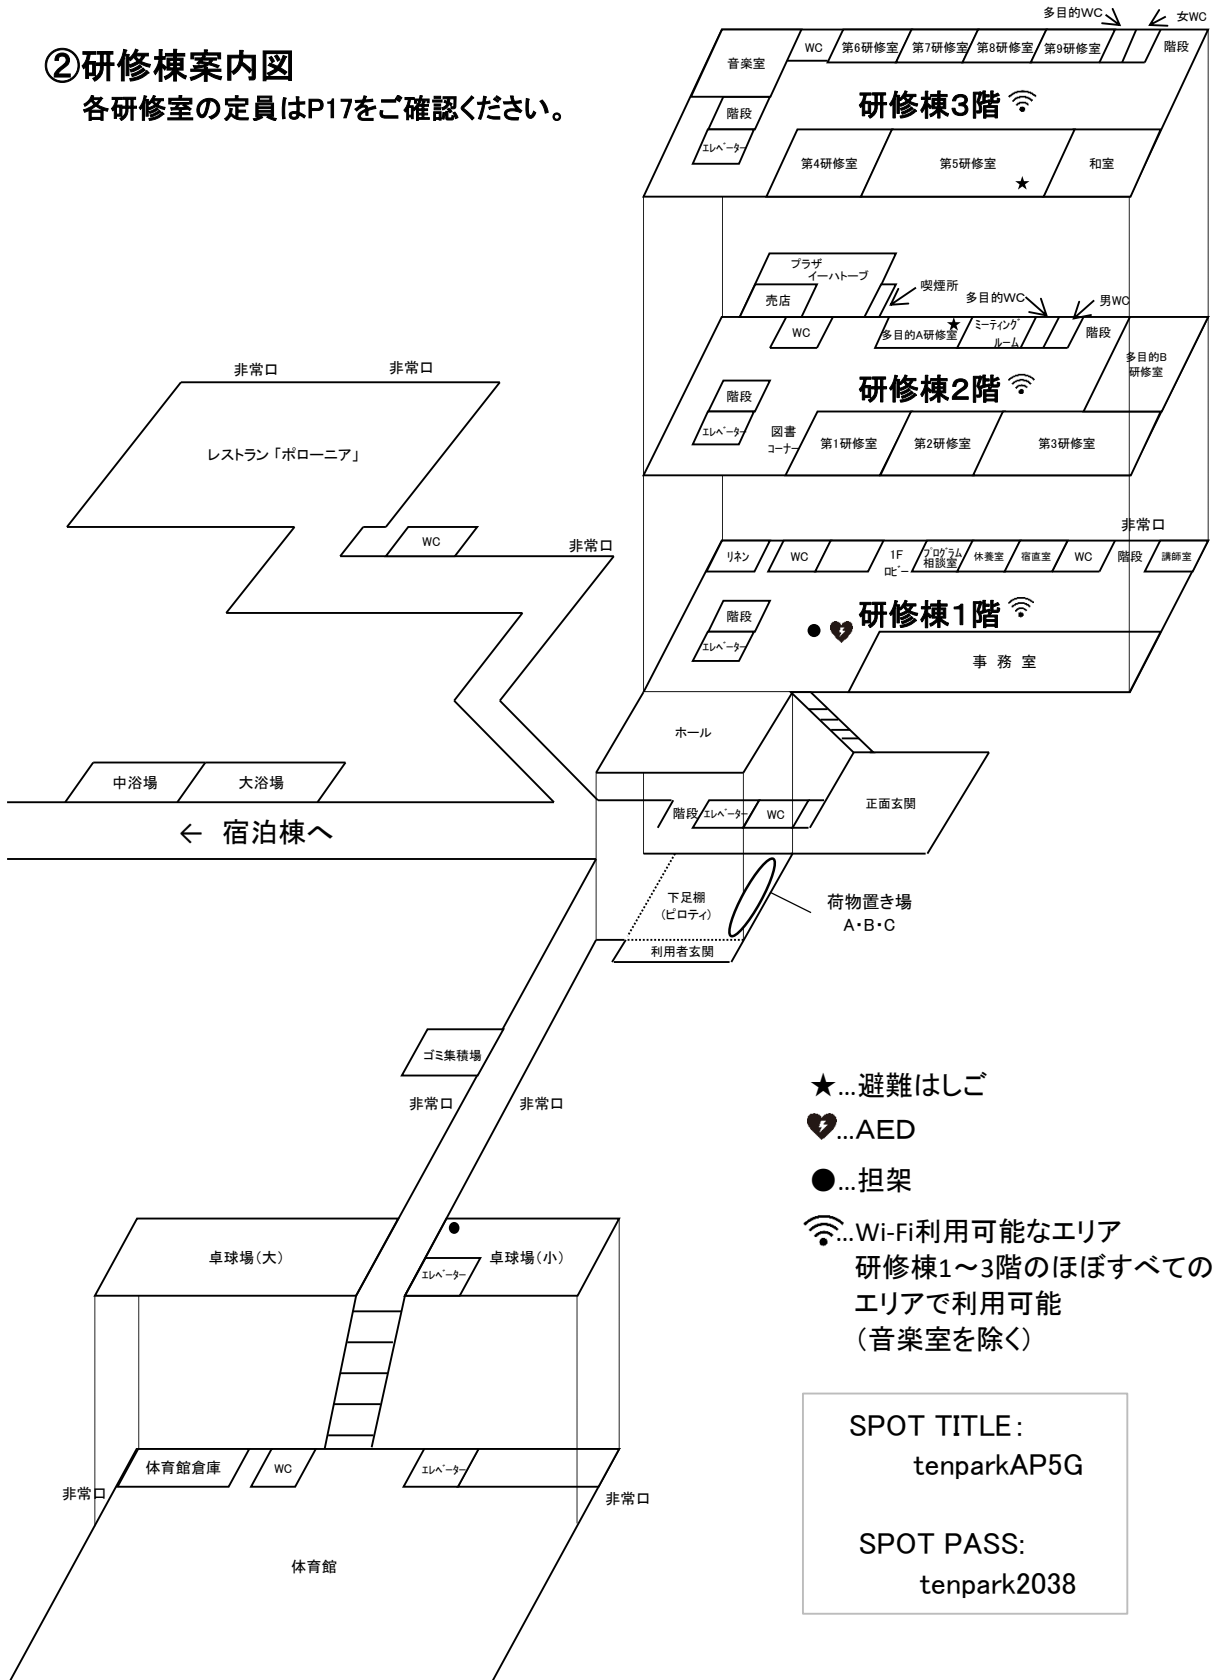 ②研修棟案内図
各研修室の定員はP17をご確認ください。
多目的WC
女WC
音楽室
WC
第6研修室
第7研修室
第8研修室
第9研修室
階段
研修棟3階
階段
エレベーター
第4研修室
第5研修室
★
和室
プラザ
イーハトーブ
売店
喫煙所
多目的WC
男WC
WC
★
多目的A研修室
ミーティング
ルーム
階段
多目的B
研修室
研修棟2階
階段
エレベーター
図書
コーナー
第1研修室
第2研修室
第3研修室
非常口
非常口
レストラン「ポローニア」
WC
非常口
非常口
リネン
WC
1F
ロビー
プログラム
相談室
休養室
宿直室
WC
階段
講師室
研修棟1階
階段
エレベーター
●
事 務 室
ホール
中浴場
大浴場
階段
エレベーター
WC
正面玄関
← 宿泊棟へ
下足棚
(ピロティ)
荷物置き場
A・B・C
利用者玄関
ゴミ集積場
非常口
非常口
★…避難はしご
…AED
●…担架
…Wi-Fi利用可能なエリア
研修棟1～3階のほぼすべての
エリアで利用可能
(音楽室を除く)
卓球場(大)
●
エレベーター
卓球場(小)
体育館倉庫
WC
エレベーター
非常口
非常口
体育館
SPOT TITLE:
tenparkAP5G
SPOT PASS:
tenpark2038